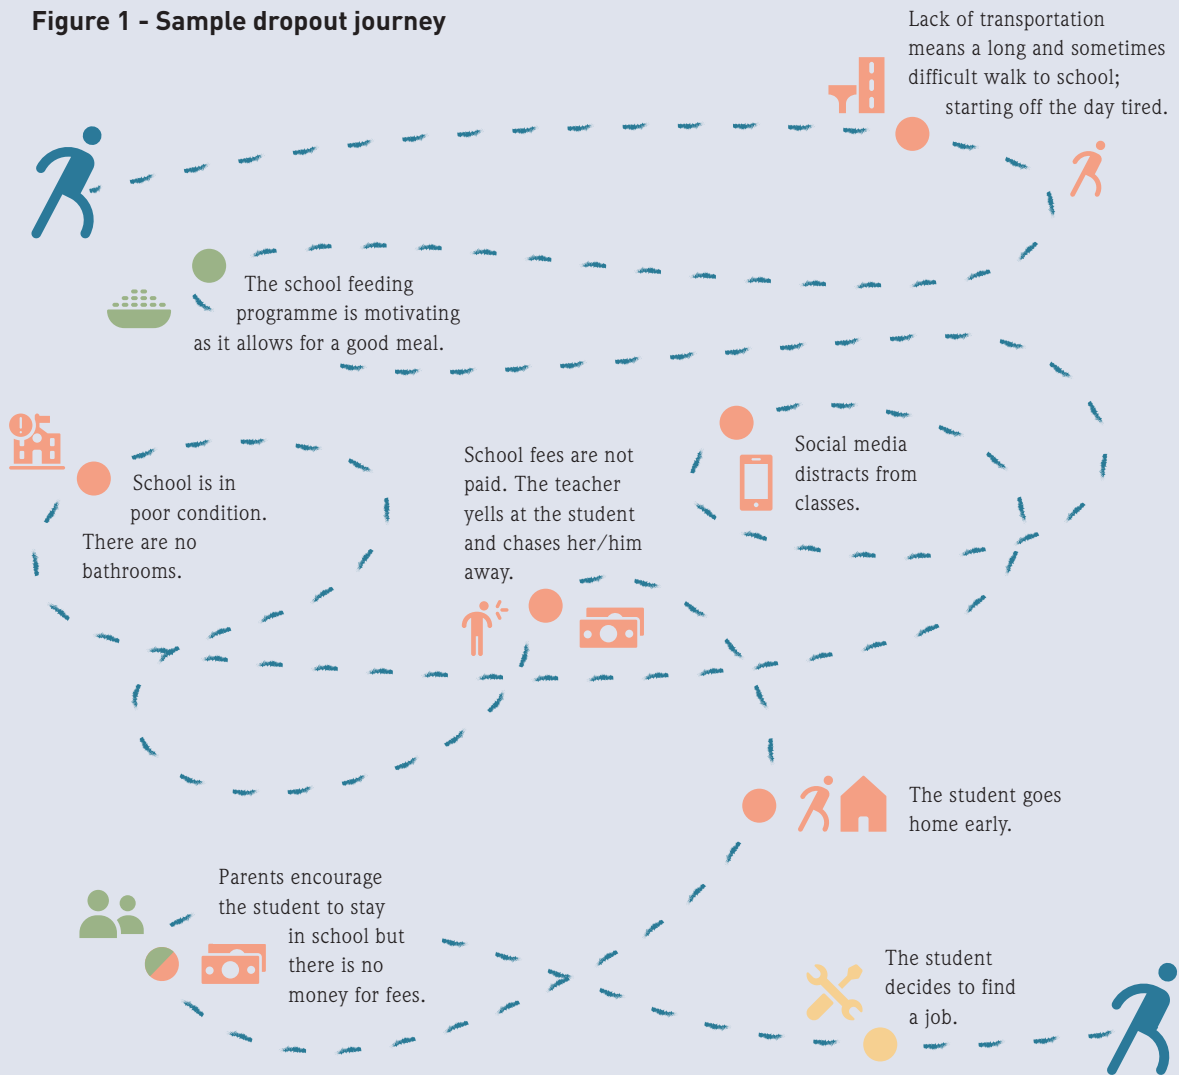 Figure 1 - Sample dropout journey
Lack of transportation
means a long and sometimes
difficult walk to school;
starting off the day tired.
The school feeding
programme is motivating
as it allows for a good meal.
Social media
distracts from
classes.
School is in
poor condition.
There are no
bathrooms.
School fees are not
paid. The teacher
yells at the student
and chases her/him
away.
The student goes
home early.
Parents encourage
the student to stay
in school but
there is no
money for fees.
The student
decides to find
a job.